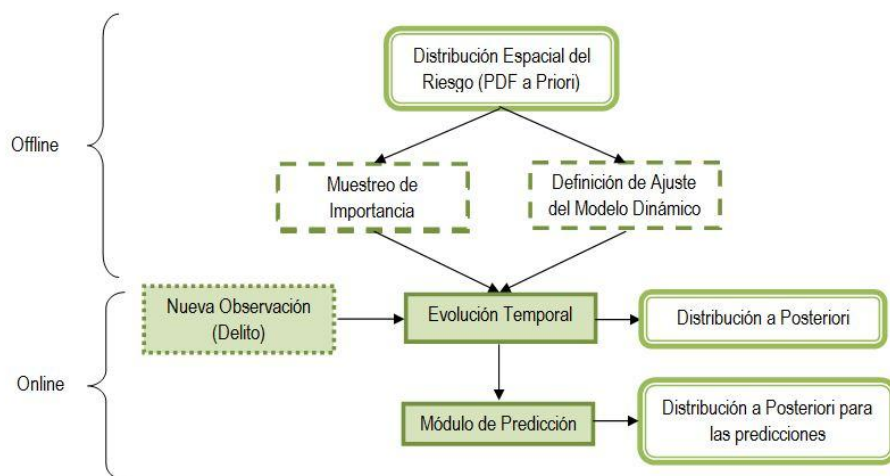 Distribución Espacial del
Riesgo (PDF a Priori)
Offline
Muestreo de
Importancia
Definición de Ajuste
del Modelo Dinámico
Nueva Observación
(Delito)
Evolución Temporal
Distribución a Posteriori
Online
Módulo de Predicción
Distribución a Posteriori para
las predicciones